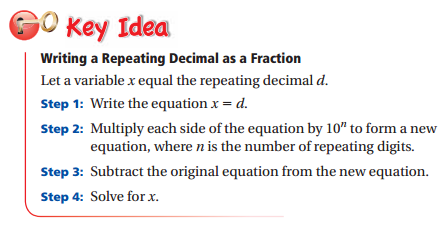 Key Idea
Writing a Repeating Decimal as a Fraction
Let a variable x equal the repeating decimal d.
Step 1: Write the equation x = d.
Step 2: Multiply each side of the equation by 10ⁿ to form a new
equation, where n is the number of repeating digits.
Step 3: Subtract the original equation from the new equation.
Step 4: Solve for x.